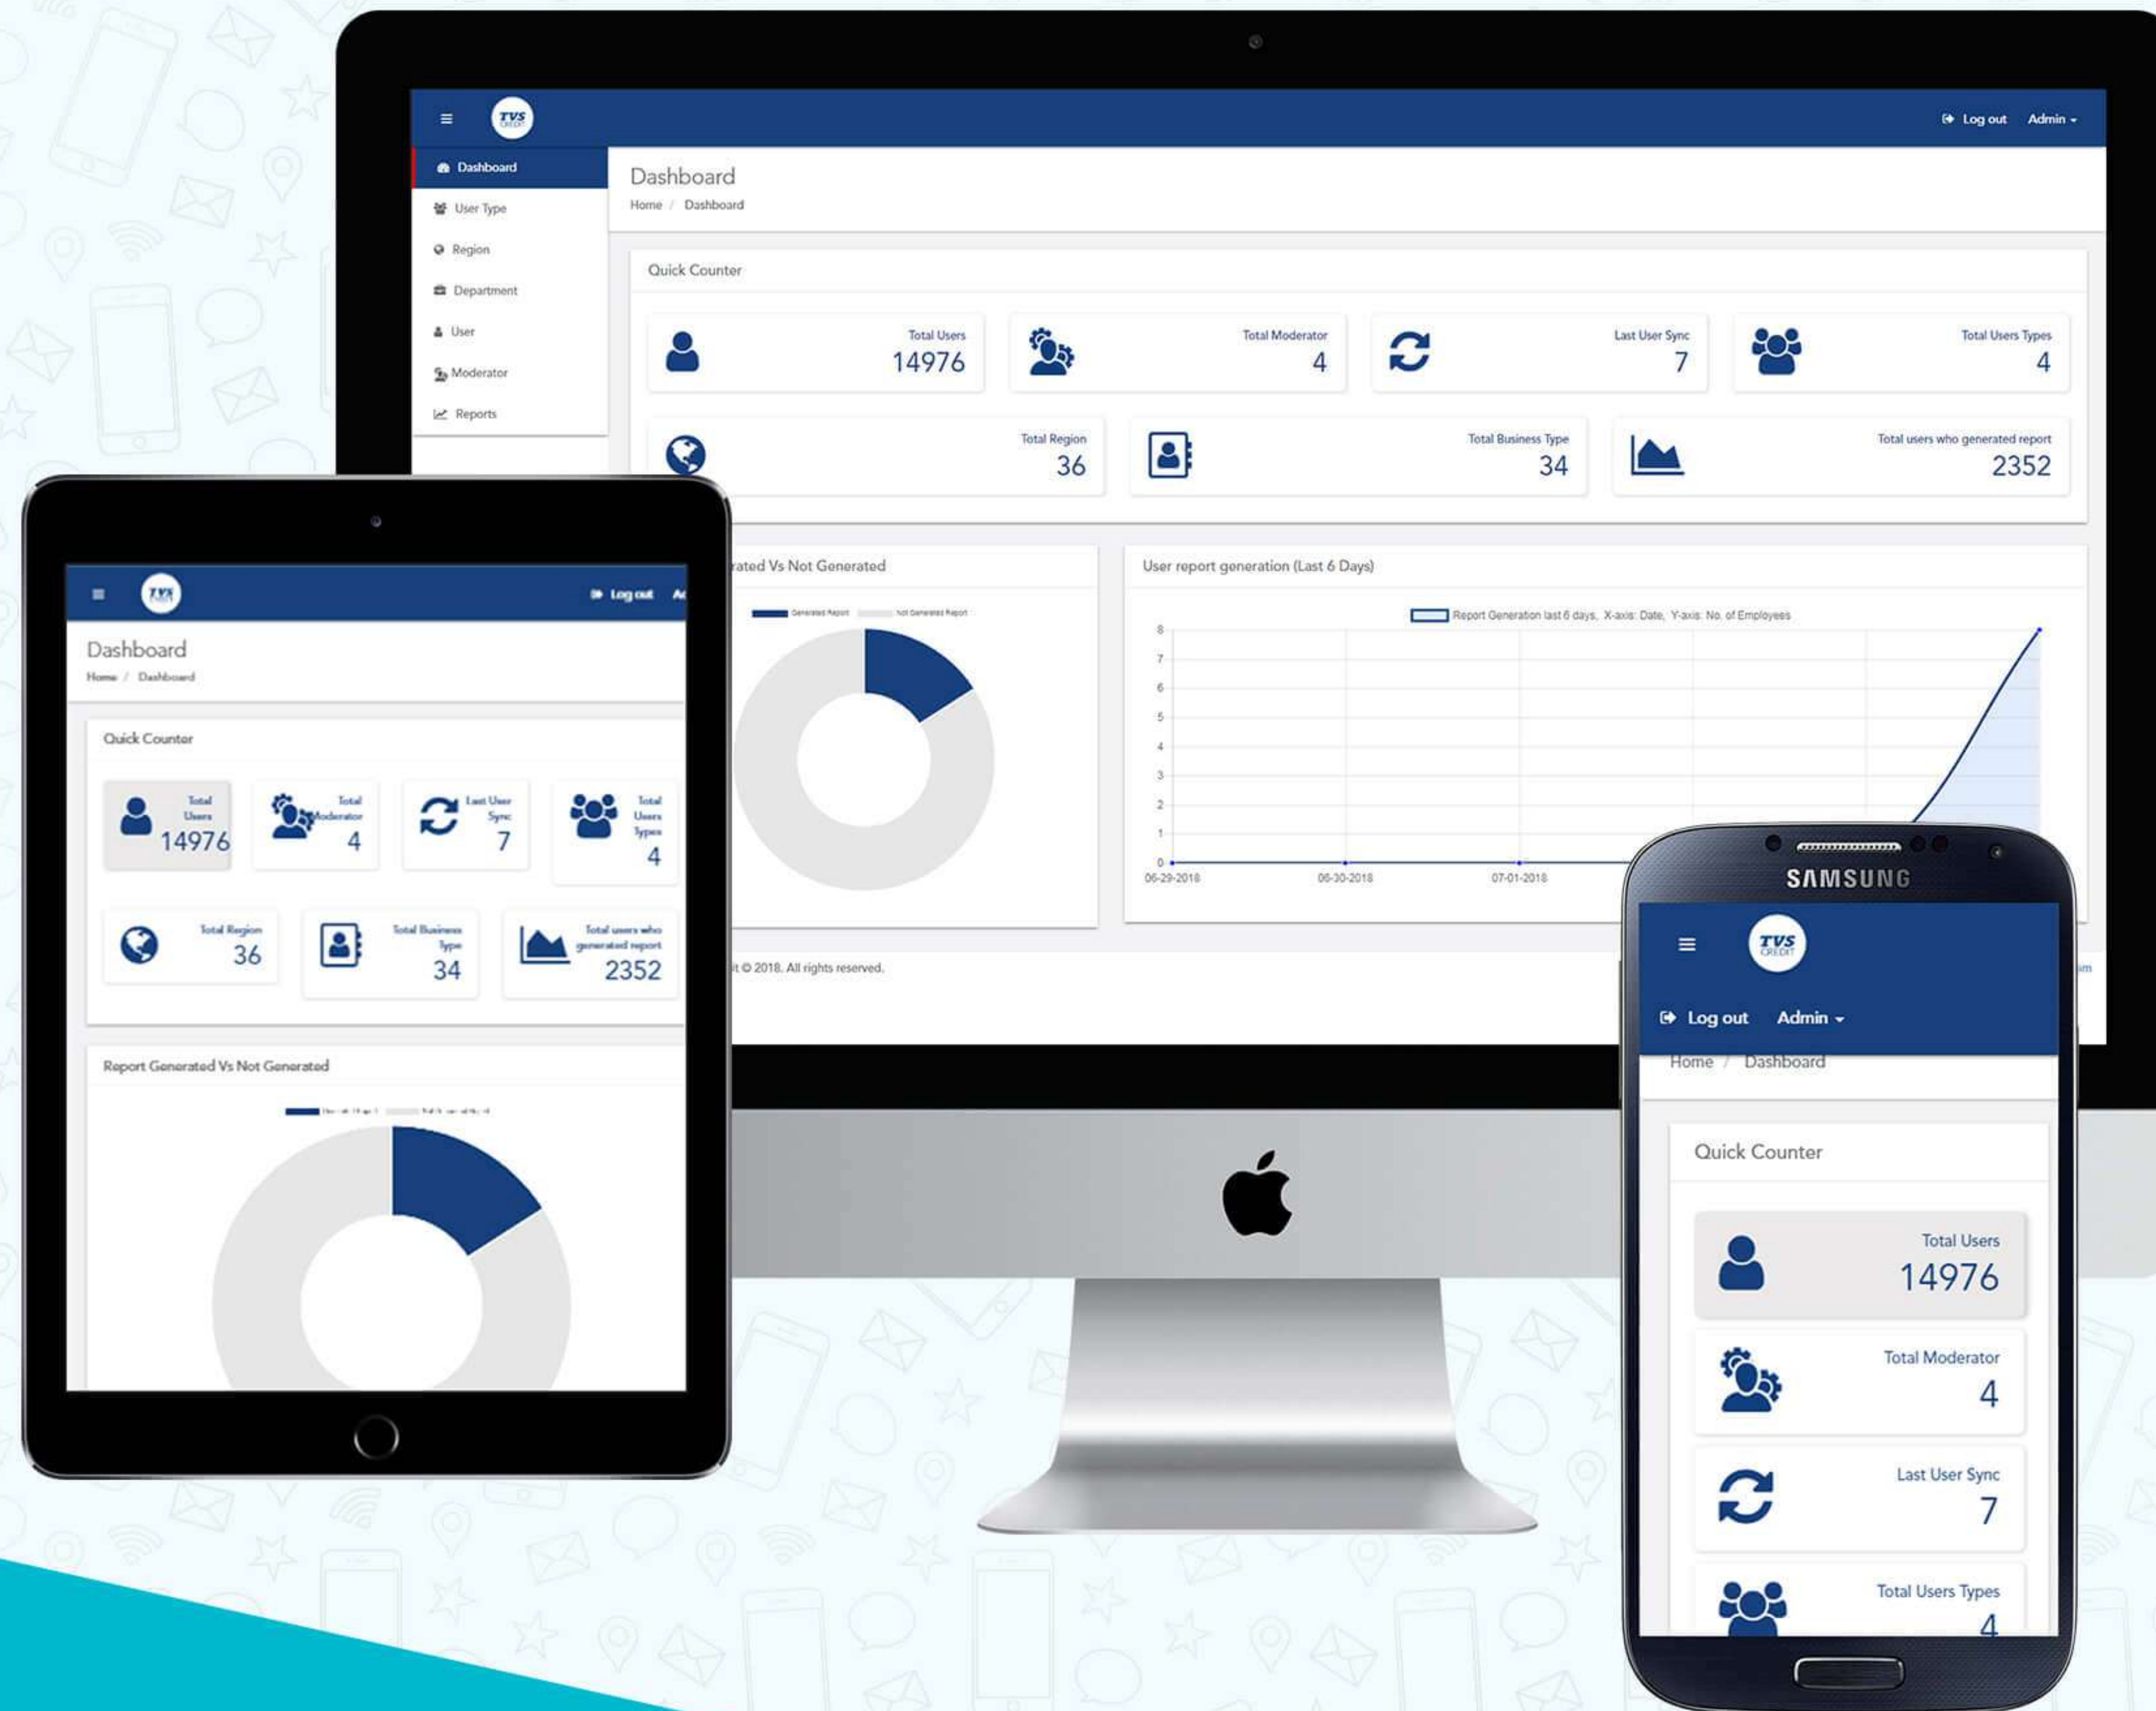 TVS
CREDIT
Log out Admin
Dashboard
User Type
Region
Department
User
Moderator
Reports
Dashboard
Home / Dashboard
Quick Counter
Total Users
14976
Total Moderator
4
Last User Sync
7
Total Users Types
4
Total Region
36
Total Business Type
34
Total users who generated report
2352
rated Vs Not Generated
Generated Report Not Generated Report
User report generation (Last 6 Days)
Report Generation last 6 days, X-axis: Date, Y-axis: No. of Employees
8
7
6
5
4
3
2
1
0
06-29-2018 06-30-2018 07-01-2018
it © 2018. All rights reserved.
TVS
Log out
Dashboard
Home / Dashboard
Quick Counter
Total
Users
14976
Total
Moderator
4
Last User
Sync
7
Total
Users
Types
4
Total Region
36
Total Business
Type
34
Total users who
generated report
2352
Report Generated Vs Not Generated
SAMSUNG
TVS
CREDIT
Log out Admin
Home / Dashboard
Quick Counter
Total Users
14976
Total Moderator
4
Last User Sync
7
Total Users Types
4